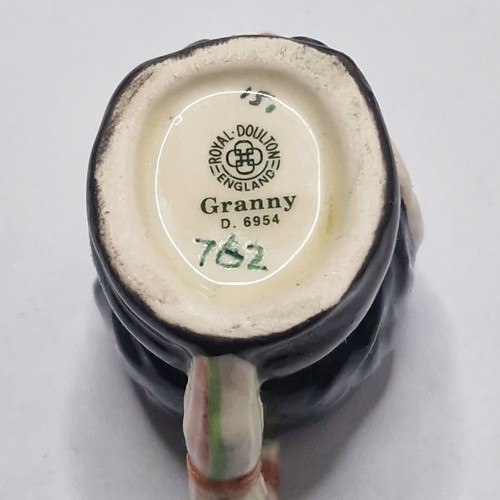 15.
ROYAL·DOULTON
ENGLAND
Granny
D. 6954
762